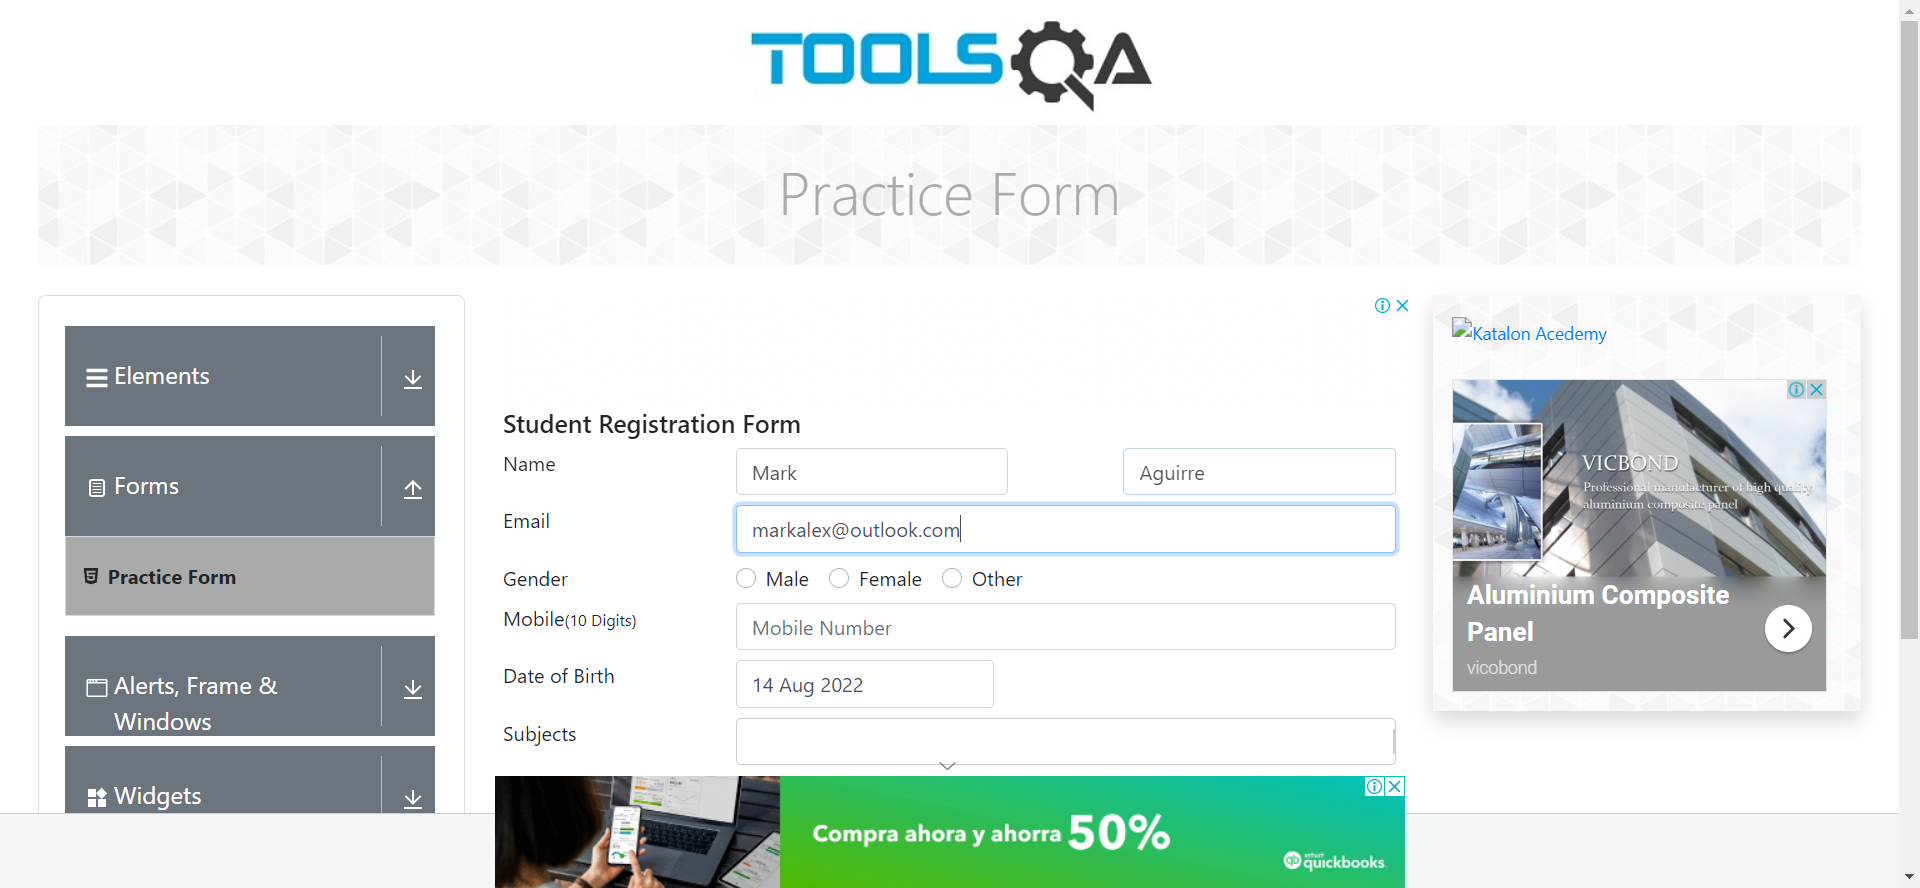 TOOLSQA
Practice Form
Elements
Forms
Practice Form
Alerts, Frame &
Windows
Widgets
Student Registration Form
Name
Mark
Aguirre
Email
markalex@outlook.com
Gender
Male
Female
Other
Mobile(10 Digits)
Mobile Number
Date of Birth
14 Aug 2022
Subjects
Katalon Acedemy
VICBOND
Professional manufacturer of high quality
aluminium composite panel
Aluminium Composite
Panel
vicobond
Compra ahora y ahorra 50%
intuit
quickbooks.